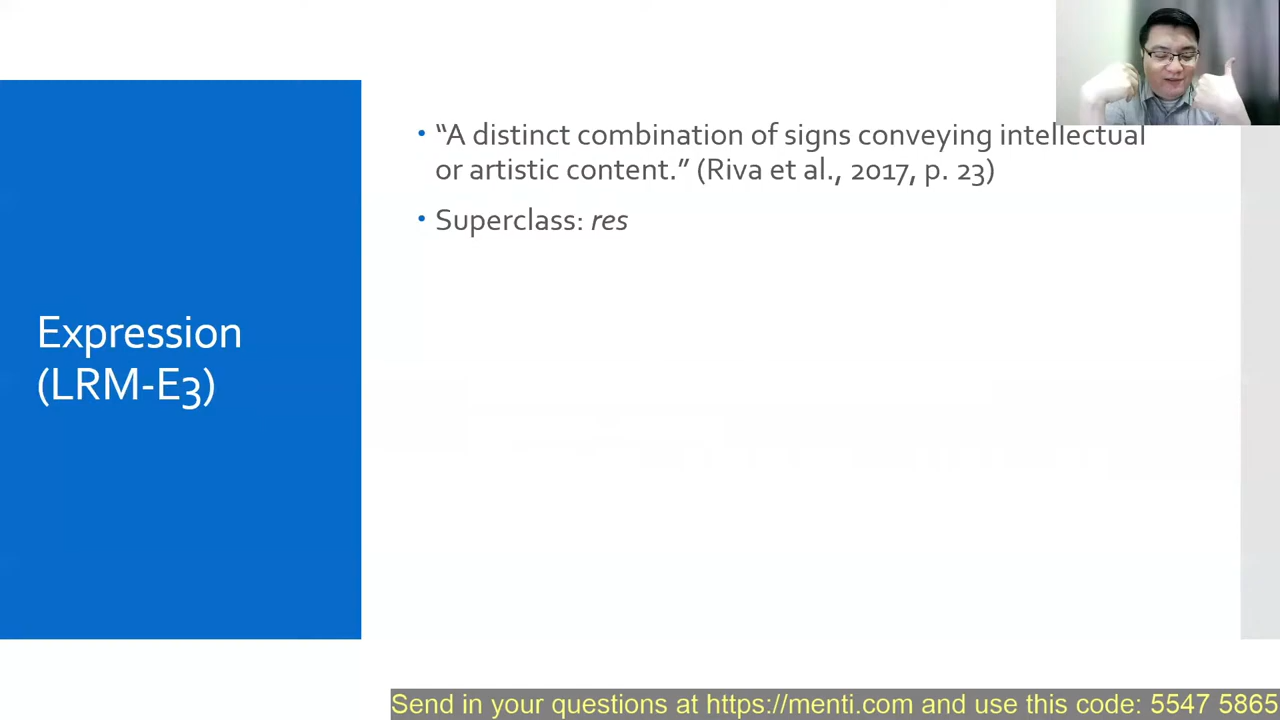 Expression
(LRM-E3)
• “A distinct combination of signs conveying intellectual
or artistic content.” (Riva et al., 2017, p. 23)
• Superclass: res
Send in your questions at https://menti.com and use this code: 5547 5865